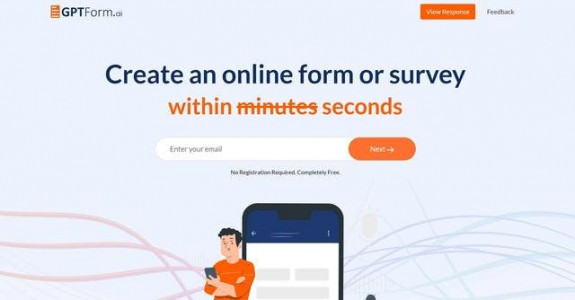 GPTForm.ai
View Response
Feedback
Create an online form or survey
within minutes seconds
Enter your email
Next →
No Registration Required. Completely Free.